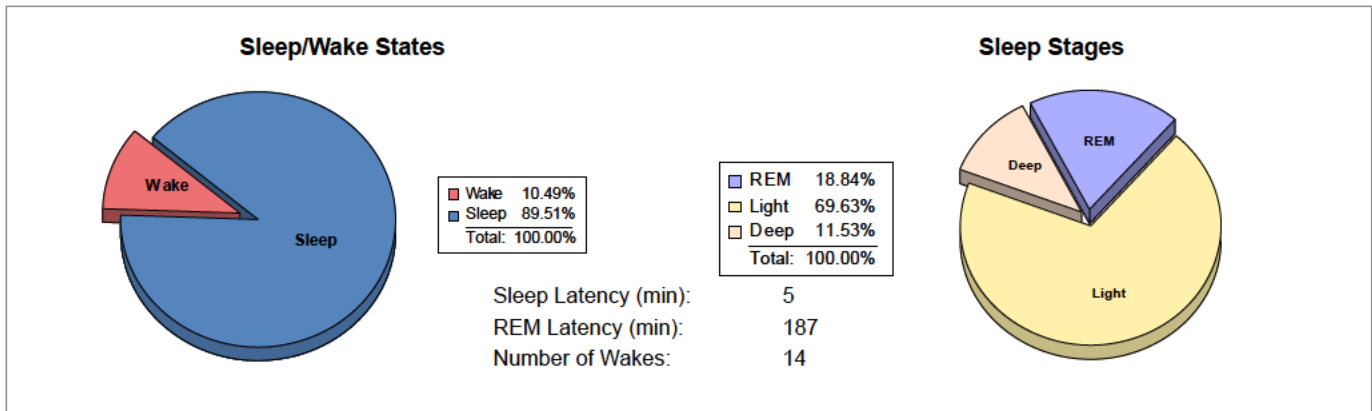 Sleep/Wake States
Sleep Stages
Wake
Sleep
Wake 10.49%
Sleep 89.51%
Total: 100.00%
REM 18.84%
Light 69.63%
Deep 11.53%
Total: 100.00%
REM
Deep
Light
Sleep Latency (min): 5
REM Latency (min): 187
Number of Wakes: 14